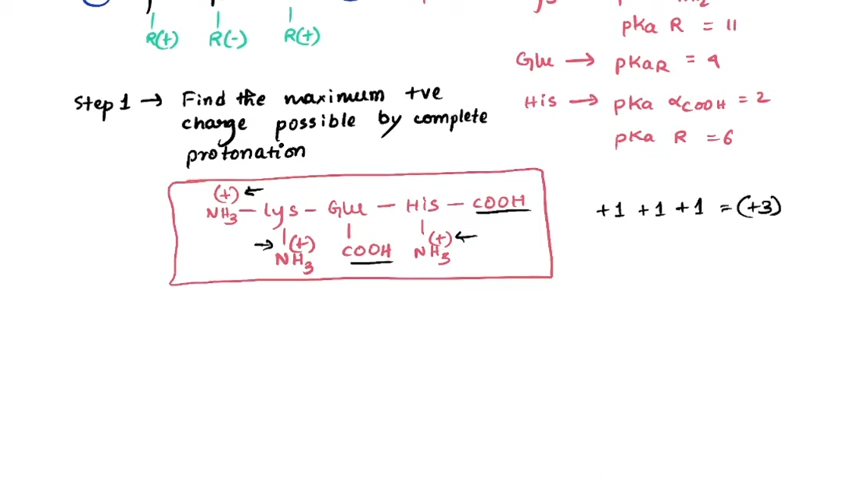 R(+) R(-) R(+)
pka R = 11
Glu → pKaR = 4
Step 1 → Find the maximum +ve
charge possible by complete
protonation
His → pka αCOOH = 2
pka R = 6
(+) ←
NH3 - Lys - Glu - His - COOH
→ (+) (+) ←
NH3 COOH NH3
+1 +1 +1 = (+3)